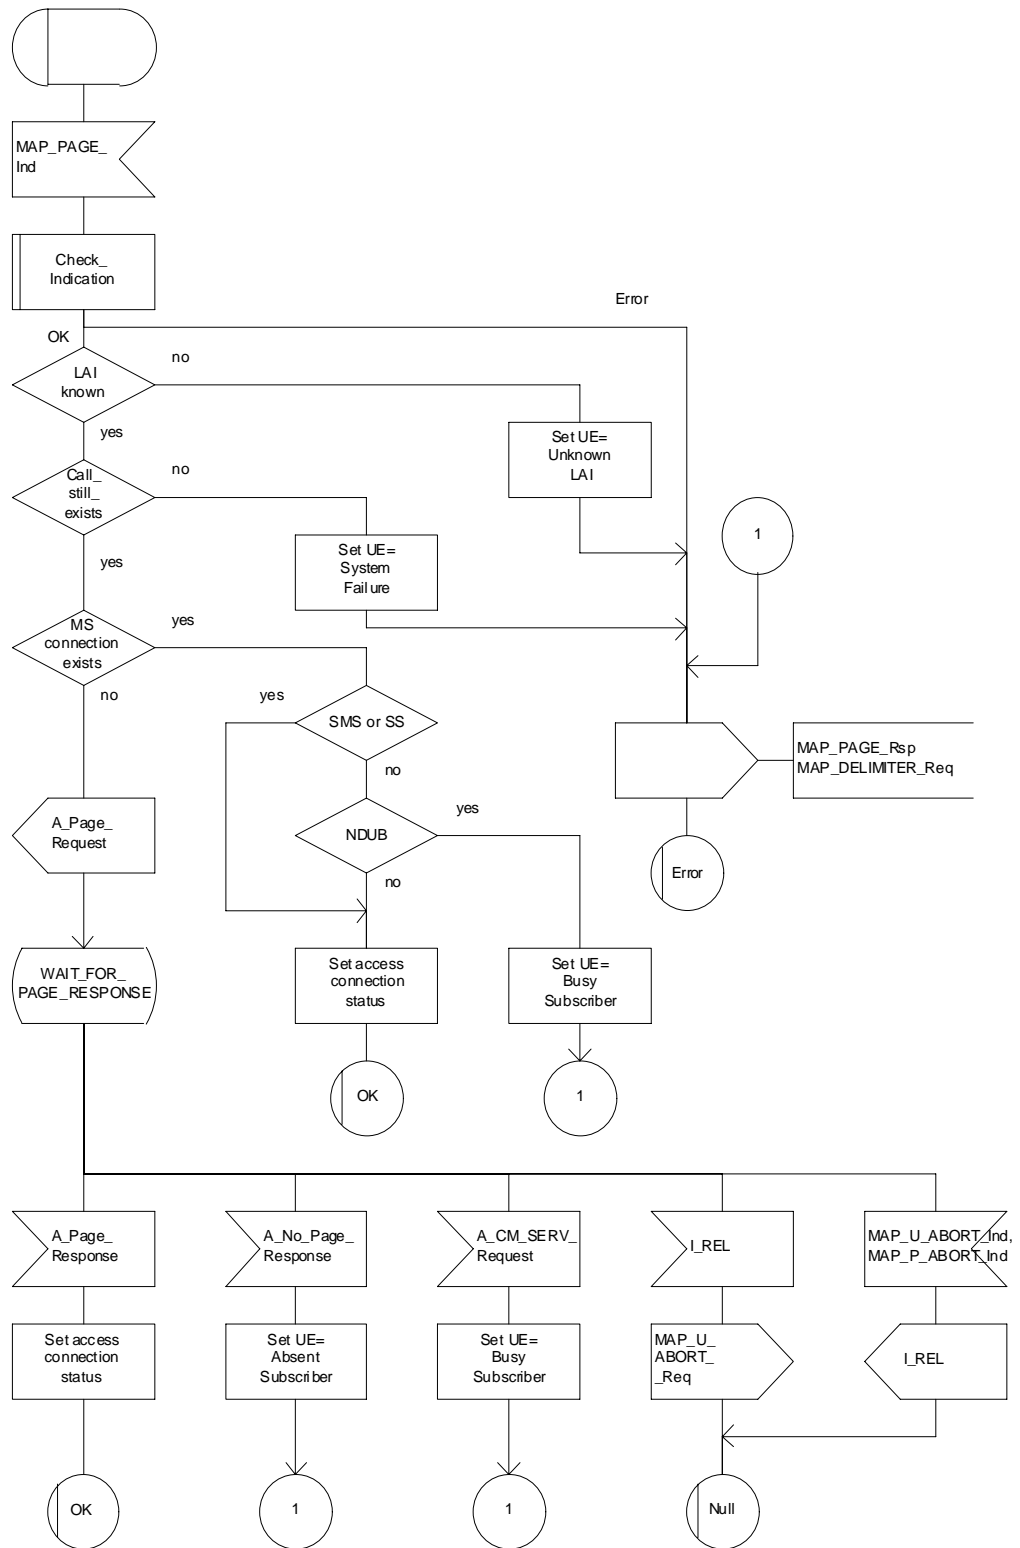 MAP_PAGE_
Ind
Check_
Indication
Error
OK
no
LAI
known
yes
Set UE=
Unknown
LAI
no
Call_
still_
exists
1
yes
Set UE=
System
Failure
yes
MS
connection
exists
no
yes
SMS or SS
no
MAP_PAGE_Rsp
MAP_DELIMITER_Req
A_Page_
Request
yes
NDUB
no
Error
WAIT_FOR_
PAGE_RESPONSE
Set access
connection
status
Set UE=
Busy
Subscriber
OK
1
A_Page_
Response
A_No_Page_
Response
A_CM_SERV_
Request
I_REL
MAP_U_ABORT_Ind,
MAP_P_ABORT_Ind
Set access
connection
status
Set UE=
Absent
Subscriber
Set UE=
Busy
Subscriber
MAP_U_
ABORT_
_Req
I_REL
OK
1
1
Null